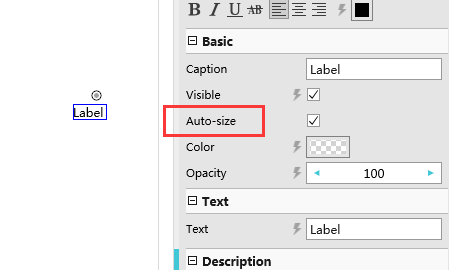 B I U AB
Basic
Caption Label
Visible
Label
Auto-size
Color
Opacity 100
Text
Text Label
Description